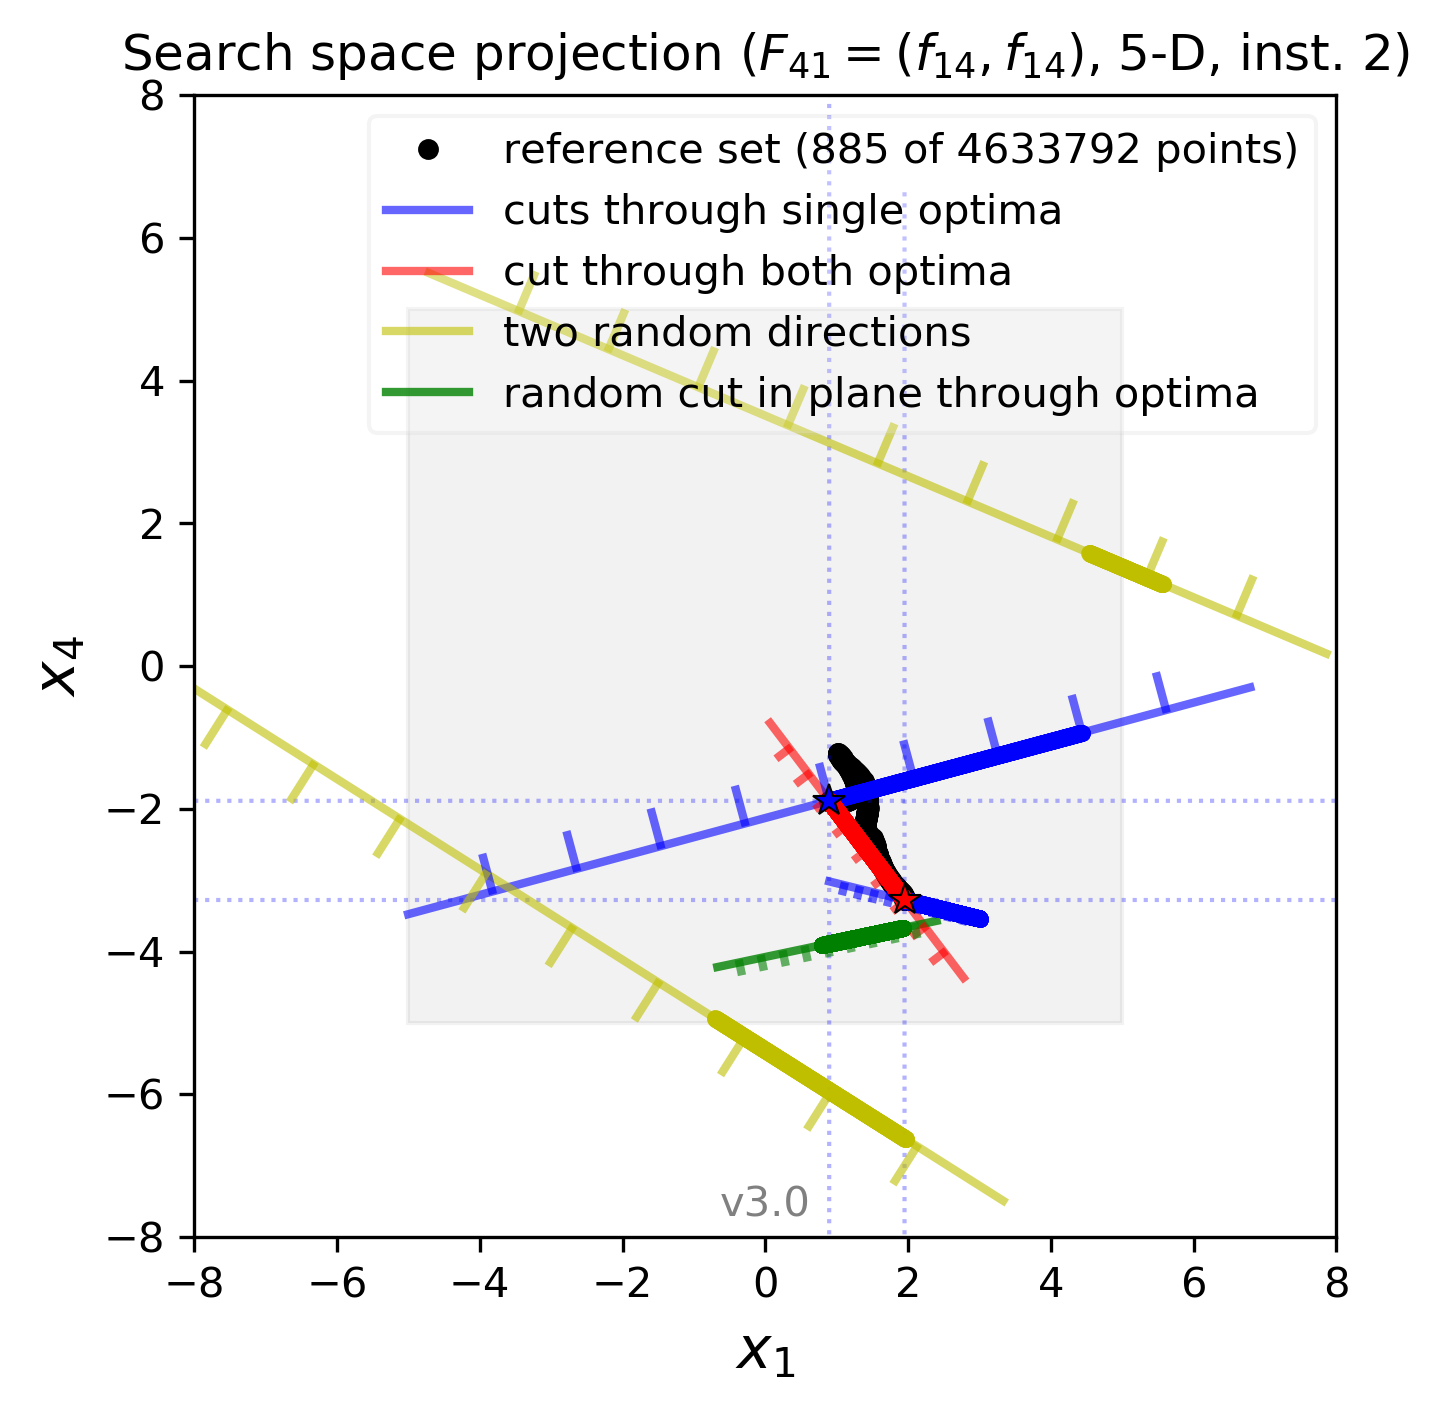 Search space projection (F41 = (f14, f14), 5-D, inst. 2)
reference set (885 of 4633792 points)
cuts through single optima
cut through both optima
two random directions
random cut in plane through optima
8
6
4
2
0
−2
−4
−6
−8
x4
v3.0
−8 −6 −4 −2 0 2 4 6 8
x1